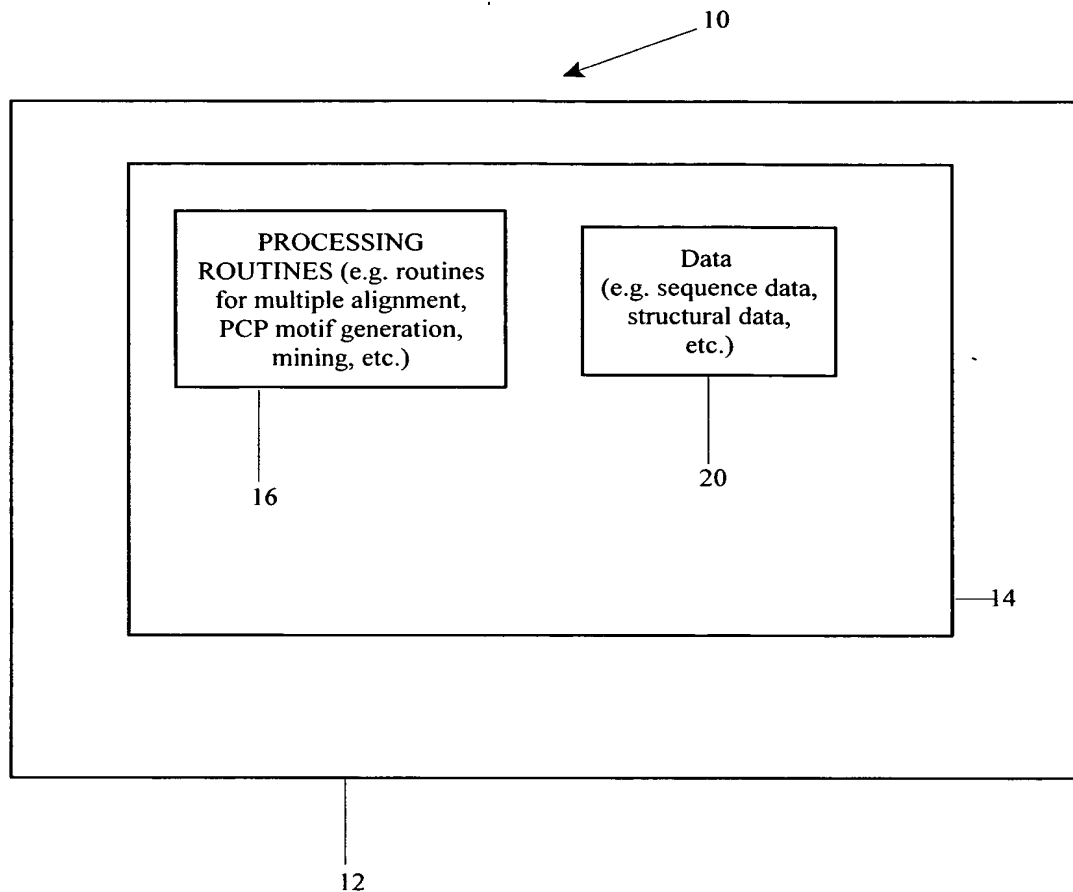 10
PROCESSING
ROUTINES (e.g. routines
for multiple alignment,
PCP motif generation,
mining, etc.)
Data
(e.g. sequence data,
structural data,
etc.)
16
20
14
12